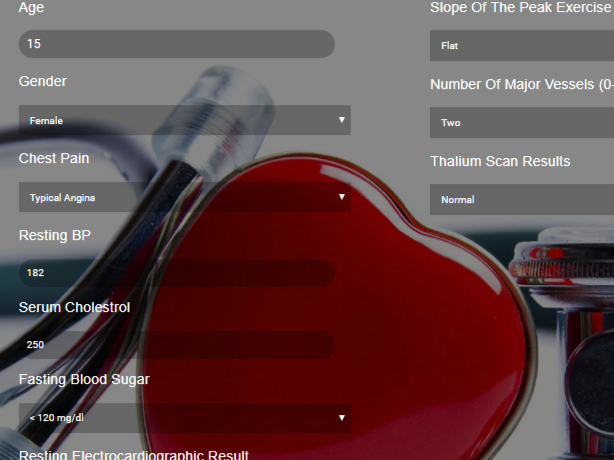 Age
15
Gender
Female
Chest Pain
Typical Angina
Resting BP
182
Serum Cholestrol
250
Fasting Blood Sugar
< 120 mg/dl
Resting Electrocardiographic Result
Slope Of The Peak Exercise
Flat
Number Of Major Vessels (0-
Two
Thalium Scan Results
Normal